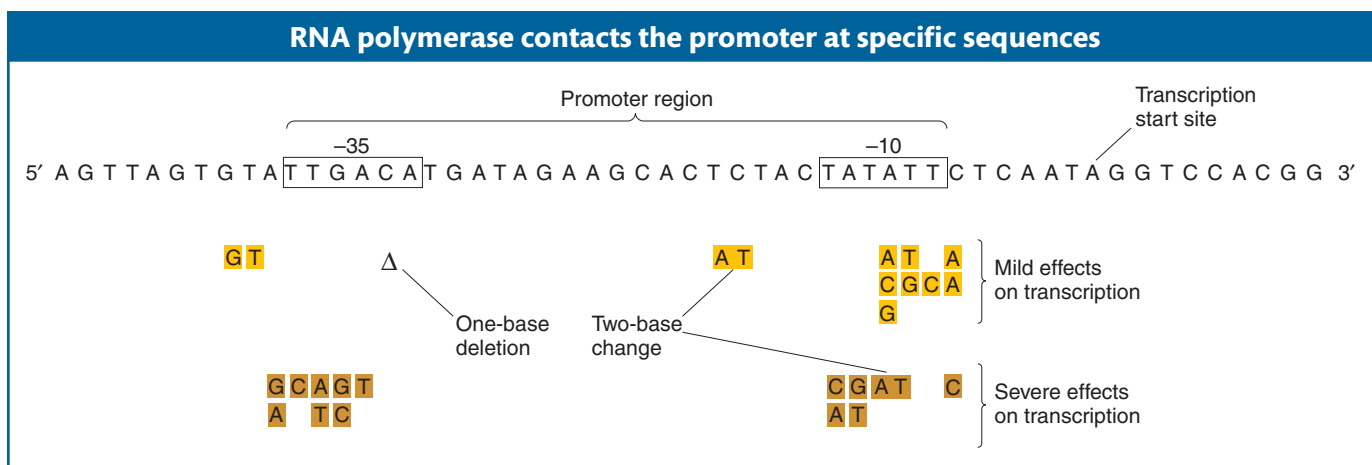 RNA polymerase contacts the promoter at specific sequences
Promoter region
Transcription
start site
–35
–10
5′ A G T T A G T G T A T T G A C A T G A T A G A A G C A C T C T A C T A T A T T C T C A A T A G G T C C A C G G 3′
G T
Δ
A T
A T A
C G C A
G
Mild effects
on transcription
One-base
deletion
Two-base
change
G C A G T
A T C
C G A T C
A T
Severe effects
on transcription